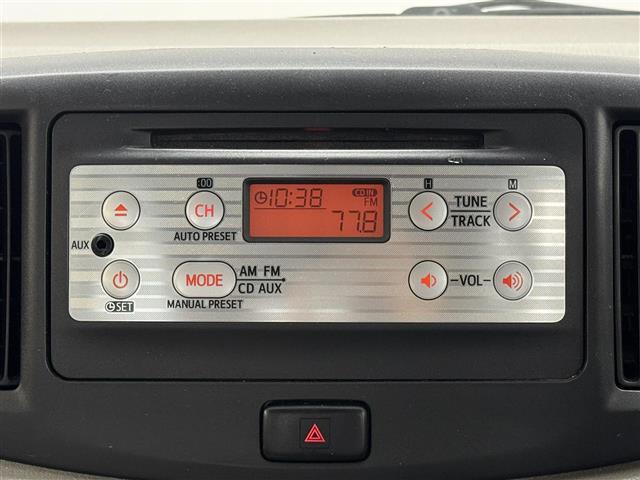 :00
H
M
10:38
CD IN
FM
77.8
CH
TUNE
TRACK
AUTO PRESET
AUX
MODE
AM FM
CD AUX
-VOL-
SET
MANUAL PRESET